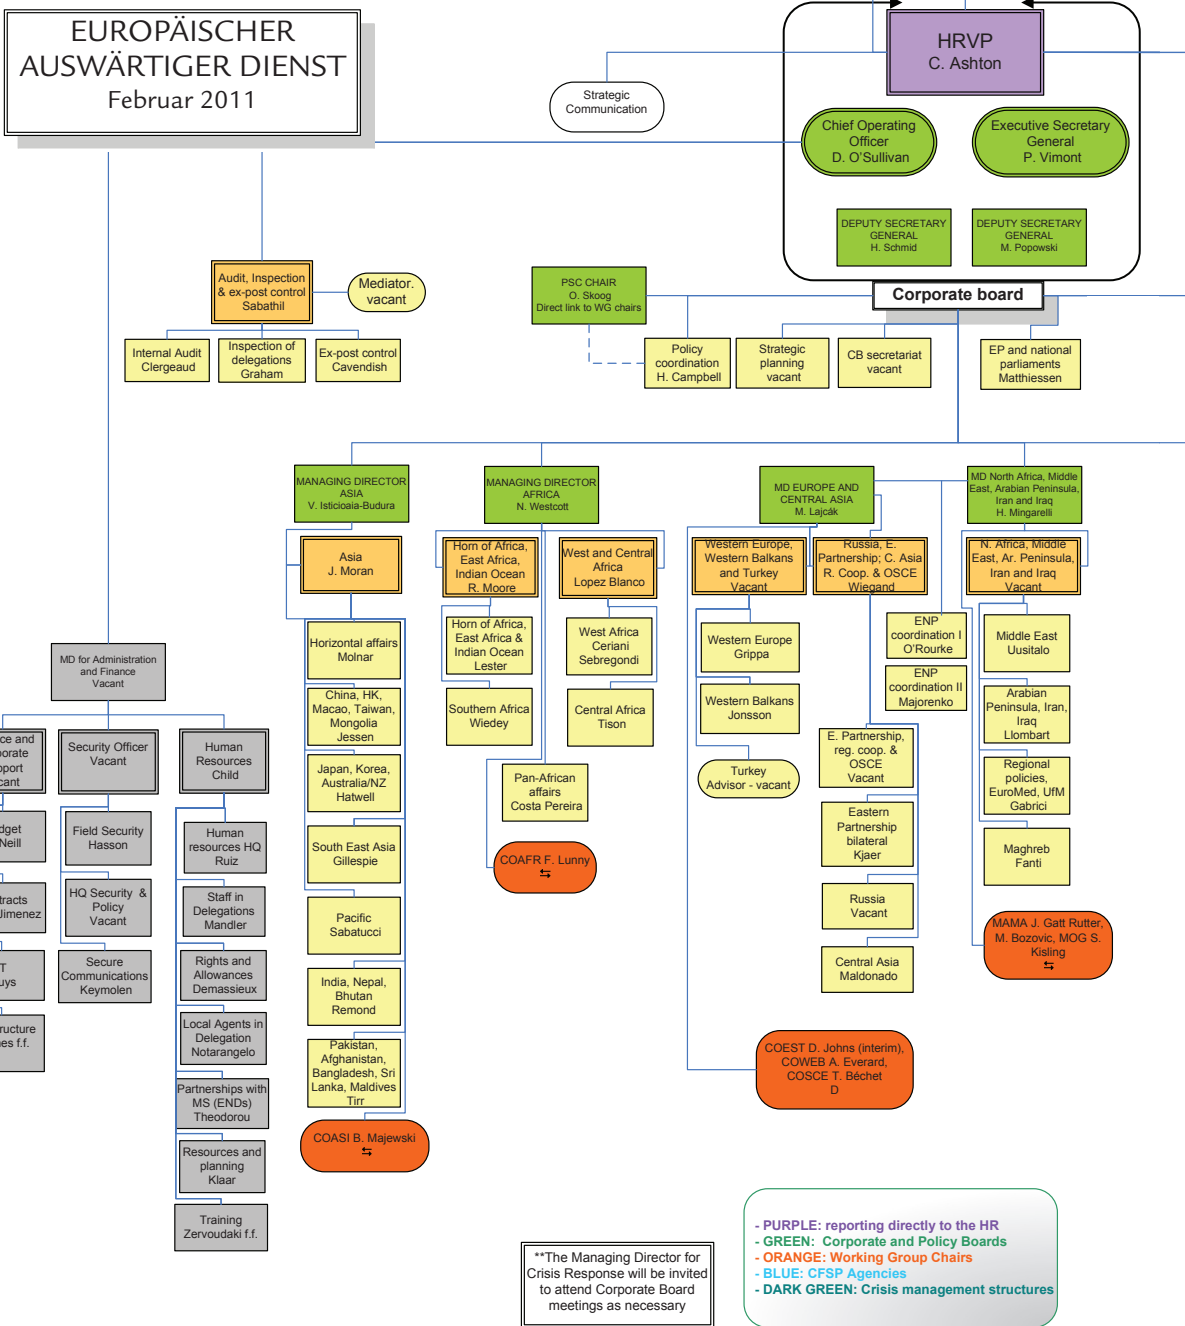 EUROPÄISCHER
AUSWÄRTIGER DIENST
Februar 2011
HRVP
C. Ashton
Strategic
Communication
Chief Operating
Officer
D. O'Sullivan
Executive Secretary
General
P. Vimont
DEPUTY SECRETARY
GENERAL
H. Schmid
DEPUTY SECRETARY
GENERAL
M. Popowski
Audit, Inspection
& ex-post control
Sabathil
Mediator.
vacant
PSC CHAIR
O. Skoog
Direct link to WG chairs
Corporate board
Internal Audit
Clergeaud
Inspection of
delegations
Graham
Ex-post control
Cavendish
Policy
coordination
H. Campbell
Strategic
planning
vacant
CB secretariat
vacant
EP and national
parliaments
Matthiessen
MANAGING DIRECTOR
ASIA
V. Isticioaia-Budura
MANAGING DIRECTOR
AFRICA
N. Westcott
MD EUROPE AND
CENTRAL ASIA
M. Lajcák
MD North Africa, Middle
East, Arabian Peninsula,
Iran and Iraq
H. Mingarelli
Asia
J. Moran
Horn of Africa,
East Africa,
Indian Ocean
R. Moore
West and Central
Africa
Lopez Blanco
Western Europe,
Western Balkans
and Turkey
Vacant
Russia, E.
Partnership; C. Asia
R. Coop. & OSCE
Wiegand
N. Africa, Middle
East, Ar. Peninsula,
Iran and Iraq
Vacant
Horizontal affairs
Molnar
Horn of Africa,
East Africa &
Indian Ocean
Lester
West Africa
Ceriani
Sebregondi
Western Europe
Grippa
ENP
coordination I
O'Rourke
Middle East
Uusitalo
MD for Administration
and Finance
Vacant
China, HK,
Macao, Taiwan,
Mongolia
Jessen
Southern Africa
Wiedey
Central Africa
Tison
Western Balkans
Jonsson
ENP
coordination II
Majorenko
Arabian
Peninsula, Iran,
Iraq
Llombart
ce and
orate
pport
cant
Security Officer
Vacant
Human
Resources
Child
Japan, Korea,
Australia/NZ
Hatwell
Pan-African
affairs
Costa Pereira
Turkey
Advisor - vacant
E. Partnership,
reg. coop. &
OSCE
Vacant
Regional
policies,
EuroMed, UfM
Gabrici
dget
Neill
Field Security
Hasson
Human
resources HQ
Ruiz
South East Asia
Gillespie
COAFR F. Lunny
⇆
Eastern
Partnership
bilateral
Kjaer
Maghreb
Fanti
tracts
Jimenez
HQ Security &
Policy
Vacant
Staff in
Delegations
Mandler
Pacific
Sabatucci
Russia
Vacant
MAMA J. Gatt Rutter,
M. Bozovic, MOG S.
Kisling
⇆
T
uys
Secure
Communications
Keymolen
Rights and
Allowances
Demassieux
India, Nepal,
Bhutan
Remond
Central Asia
Maldonado
ructure
es f.f.
Local Agents in
Delegation
Notarangelo
Pakistan,
Afghanistan,
Bangladesh, Sri
Lanka, Maldives
Tirr
COEST D. Johns (interim),
COWEB A. Everard,
COSCE T. Béchet
D
Partnerships with
MS (ENDs)
Theodorou
COASI B. Majewski
⇆
Resources and
planning
Klaar
Training
Zervoudaki f.f.
**The Managing Director for
Crisis Response will be invited
to attend Corporate Board
meetings as necessary
- PURPLE: reporting directly to the HR
- GREEN: Corporate and Policy Boards
- ORANGE: Working Group Chairs
- BLUE: CFSP Agencies
- DARK GREEN: Crisis management structures